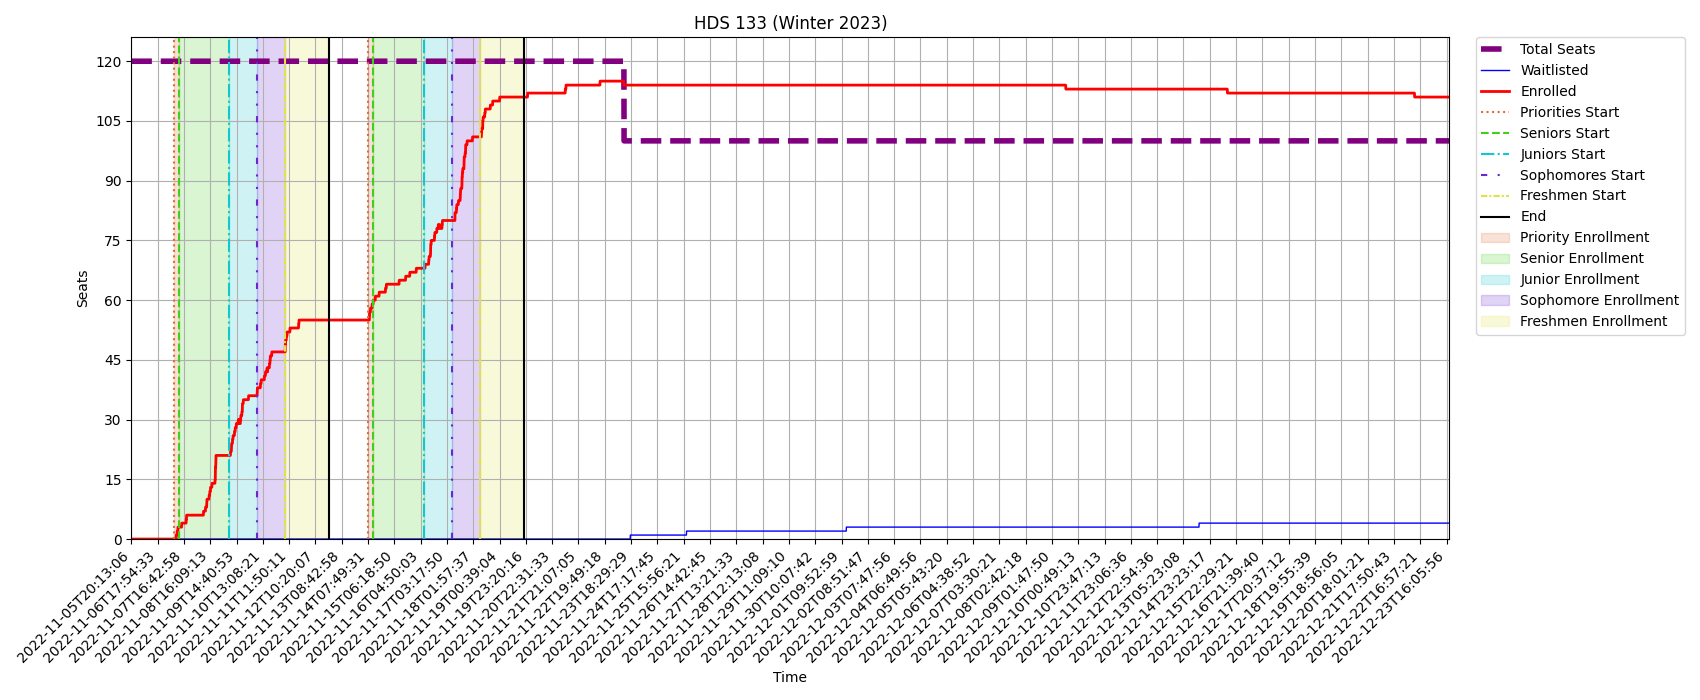 HDS 133 (Winter 2023)
Seats
120
105
90
75
60
45
30
15
0
2022-11-05T20:13:06
2022-11-06T17:54:33
2022-11-07T16:42:58
2022-11-08T16:09:13
2022-11-09T14:40:53
2022-11-10T13:08:21
2022-11-11T11:50:11
2022-11-12T10:20:07
2022-11-13T08:42:58
2022-11-14T07:49:31
2022-11-15T06:18:50
2022-11-16T04:50:03
2022-11-17T03:17:50
2022-11-18T01:57:37
2022-11-19T00:39:04
2022-11-19T23:20:16
2022-11-20T22:31:33
2022-11-21T21:07:05
2022-11-22T19:49:18
2022-11-23T18:29:29
2022-11-24T17:17:45
2022-11-25T15:56:21
2022-11-26T14:42:45
2022-11-27T13:21:33
2022-11-28T12:13:08
2022-11-29T11:09:10
2022-11-30T10:07:42
2022-12-01T09:52:59
2022-12-02T08:51:47
2022-12-03T07:47:56
2022-12-04T06:49:56
2022-12-05T05:43:20
2022-12-06T04:38:52
2022-12-07T03:30:21
2022-12-08T02:42:18
2022-12-09T01:47:50
2022-12-10T00:49:13
2022-12-10T23:47:13
2022-12-11T23:06:36
2022-12-12T22:54:36
2022-12-13T05:23:08
2022-12-14T23:23:17
2022-12-15T22:29:21
2022-12-16T21:39:40
2022-12-17T20:37:12
2022-12-18T19:55:39
2022-12-19T18:56:05
2022-12-20T18:01:21
2022-12-21T17:50:43
2022-12-22T16:57:21
2022-12-23T16:05:56
Time
Total Seats
Waitlisted
Enrolled
Priorities Start
Seniors Start
Juniors Start
Sophomores Start
Freshmen Start
End
Priority Enrollment
Senior Enrollment
Junior Enrollment
Sophomore Enrollment
Freshmen Enrollment